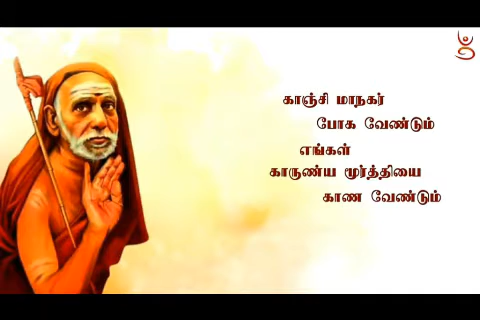 காஞ்சி மாநகர்
போக வேண்டும்
எங்கள்
காருண்ய மூர்த்தியை
காண வேண்டும்